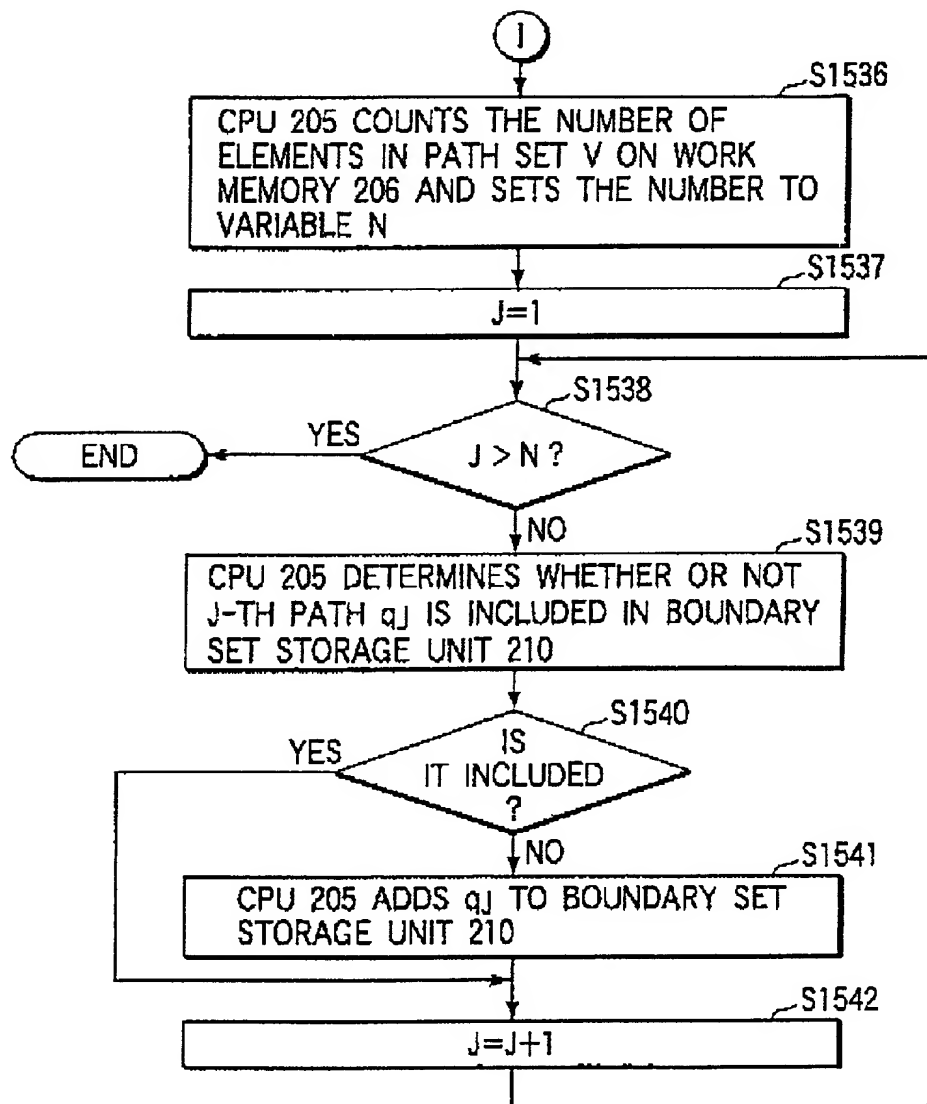 J
S1536
CPU 205 COUNTS THE NUMBER OF
ELEMENTS IN PATH SET V ON WORK
MEMORY 206 AND SETS THE NUMBER TO
VARIABLE N
S1537
J=1
S1538
YES
END
J > N ?
NO
S1539
CPU 205 DETERMINES WHETHER OR NOT
J-TH PATH qJ IS INCLUDED IN BOUNDARY
SET STORAGE UNIT 210
S1540
YES
IS
IT INCLUDED
?
NO
S1541
CPU 205 ADDS qJ TO BOUNDARY SET
STORAGE UNIT 210
S1542
J=J+1